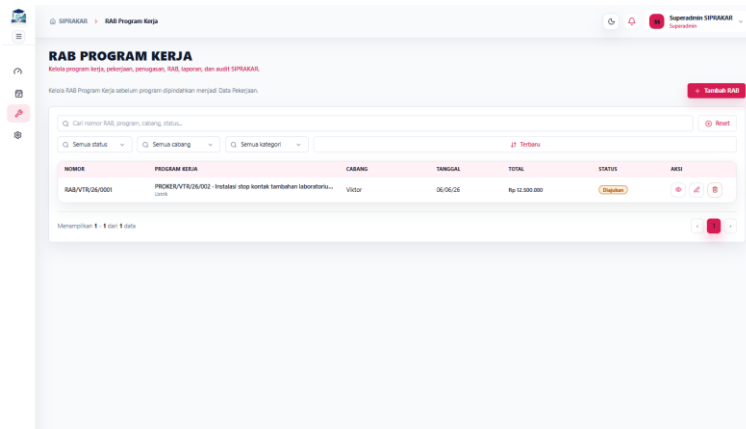 SIPRAKAR > RAB Program Kerja
Superadmin SIPRAKAR
Superadmin
RAB PROGRAM KERJA
Kelola program kerja, pekerjaan, penugasan, RAB, laporan, dan audit SIPRAKAR.
Kelola RAB Program Kerja sebelum program dipindahkan menjadi Data Pekerjaan.
+ Tambah RAB
Cari nomor RAB, program, cabang, status...
Reset
Semua status
Semua cabang
Semua kategori
Terbaru
NOMOR PROGRAM KERJA CABANG TANGGAL TOTAL STATUS AKSI
RAB/VTR/26/0001 PROKER/VTR/26/002 - Instalasi stop kontak tambahan laboratoriu... Viktor 06/06/26 Rp 12.500.000 Diajukan
Listrik
Menampilkan 1 - 1 dari 1 data
1